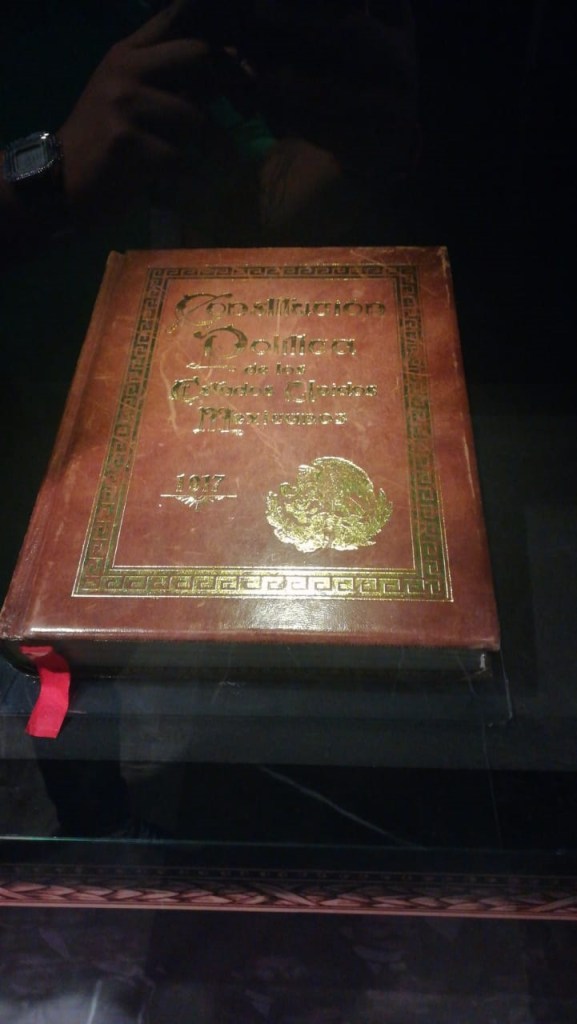 Constitución
Política
de los
Estados Unidos
Mexicanos
1917